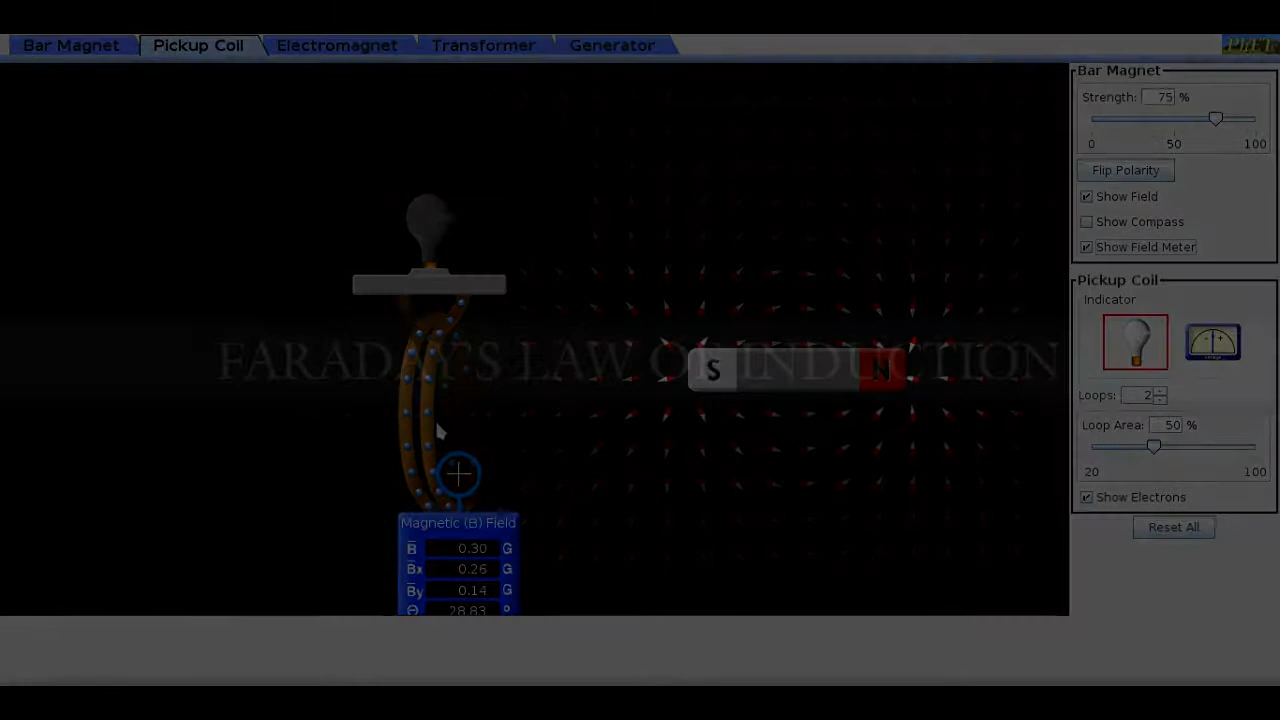 Bar Magnet
Pickup Coil
Electromagnet
Transformer
Generator
PhET
Bar Magnet
Strength: 75 %
0 50 100
Flip Polarity
Show Field
Show Compass
Show Field Meter
Pickup Coil
Indicator
Loops: 2
Loop Area: 50 %
20 100
Show Electrons
Reset All
FARADAY'S LAW OF INDUCTION
S N
Magnetic (B) Field
B 0.30 G
Bx 0.26 G
By 0.14 G
Θ 28.83 º